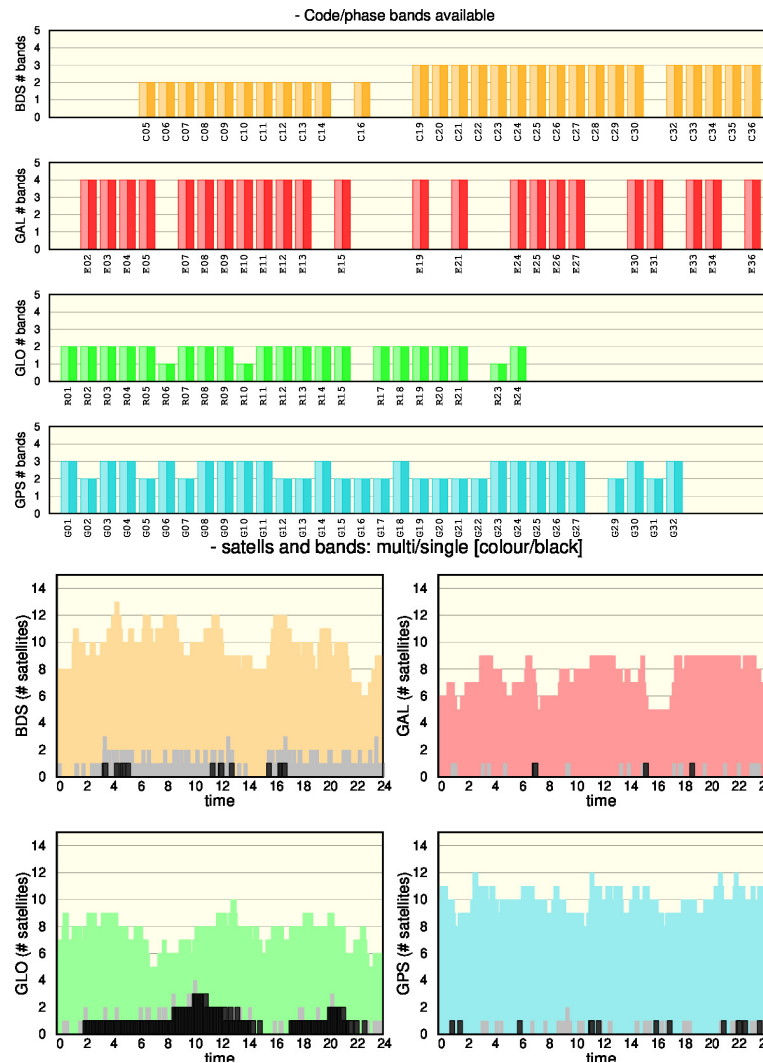 - Code/phase bands available
BDS # bands
5
4
3
2
1
0
C05 C06 C07 C08 C09 C10 C11 C12 C13 C14 C16 C19 C20 C21 C22 C23 C24 C25 C26 C27 C28 C29 C30 C32 C33 C34 C35 C36
GAL # bands
5
4
3
2
1
0
E02 E03 E04 E05 E07 E08 E09 E10 E11 E12 E13 E15 E19 E21 E24 E25 E26 E27 E30 E31 E33 E34 E36
GLO # bands
5
4
3
2
1
0
R01 R02 R03 R04 R05 R06 R07 R08 R09 R10 R11 R12 R13 R14 R15 R17 R18 R19 R20 R21 R23 R24
GPS # bands
5
4
3
2
1
0
G01 G02 G03 G04 G05 G06 G07 G08 G09 G10 G11 G12 G13 G14 G15 G16 G17 G18 G19 G20 G21 G22 G23 G24 G25 G26 G27 G29 G30 G31 G32
- satells and bands: multi/single [colour/black]
BDS (# satellites)
14
12
10
8
6
4
2
0
0 2 4 6 8 10 12 14 16 18 20 22 24
time
GAL (# satellites)
14
12
10
8
6
4
2
0
0 2 4 6 8 10 12 14 16 18 20 22 24
time
GLO (# satellites)
14
12
10
8
6
4
2
0
0 2 4 6 8 10 12 14 16 18 20 22 24
time
GPS (# satellites)
14
12
10
8
6
4
2
0
0 2 4 6 8 10 12 14 16 18 20 22 24
time